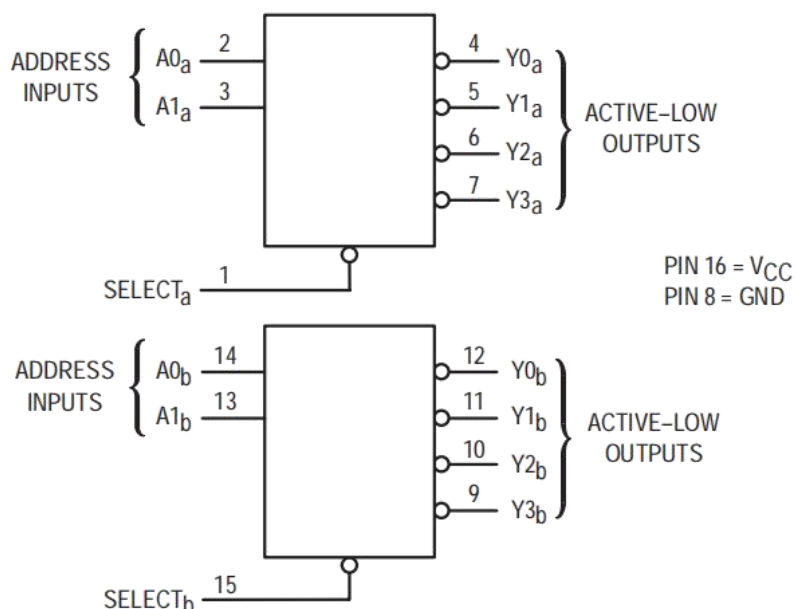 ADDRESS
INPUTS
A0a 2
A1a 3
4 Y0a
5 Y1a
6 Y2a
7 Y3a
ACTIVE–LOW
OUTPUTS
SELECTa 1
PIN 16 = VCC
PIN 8 = GND
ADDRESS
INPUTS
A0b 14
A1b 13
12 Y0b
11 Y1b
10 Y2b
9 Y3b
ACTIVE–LOW
OUTPUTS
SELECTb 15